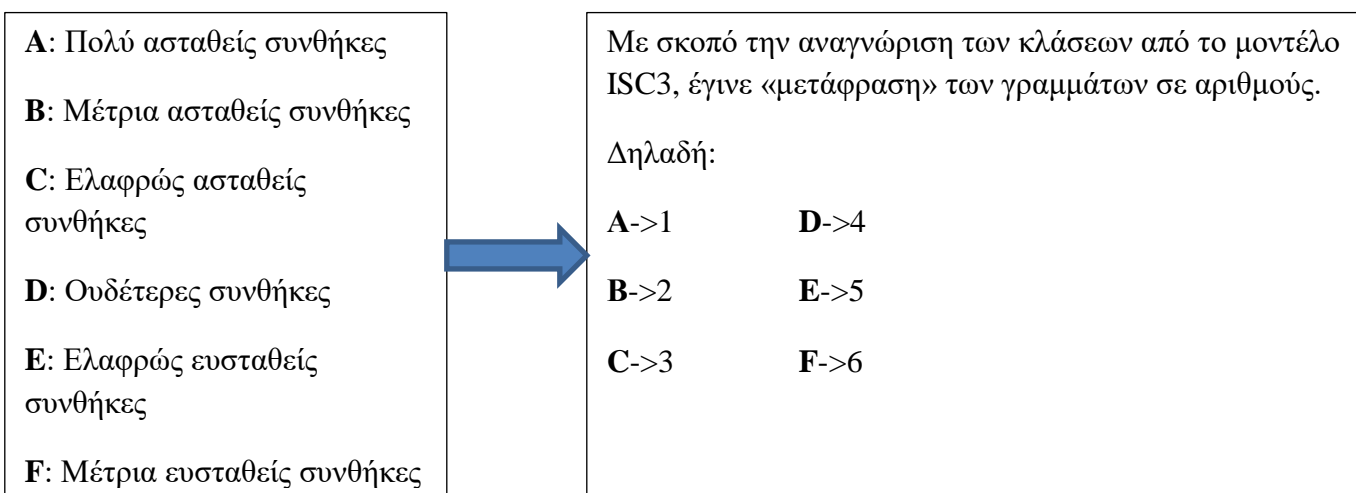 A: Πολύ ασταθείς συνθήκες
B: Μέτρια ασταθείς συνθήκες
C: Ελαφρώς ασταθείς
συνθήκες
D: Ουδέτερες συνθήκες
E: Ελαφρώς ευσταθείς
συνθήκες
F: Μέτρια ευσταθείς συνθήκες
Με σκοπό την αναγνώριση των κλάσεων από το μοντέλο
ISC3, έγινε «μετάφραση» των γραμμάτων σε αριθμούς.
Δηλαδή:
A->1 D->4
B->2 E->5
C->3 F->6